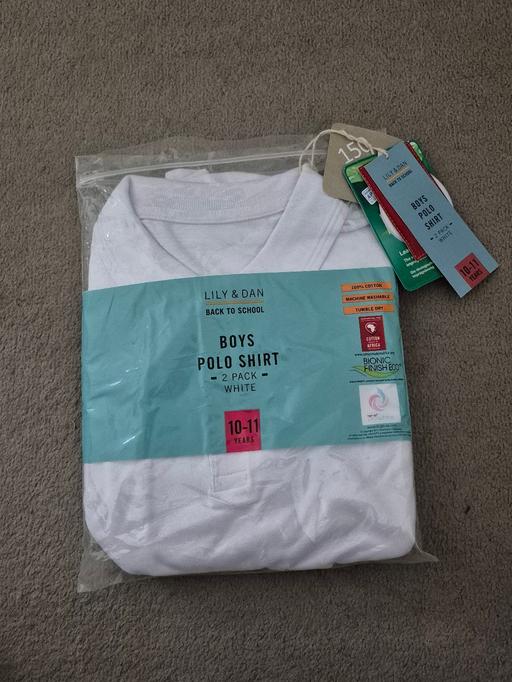 LILY & DAN
BACK TO SCHOOL
BOYS
POLO SHIRT
- 2 PACK -
WHITE
10-11
YEARS
100% COTTON
MACHINE WASHABLE
TUMBLE DRY
COTTON
AFRICA
BIONIC
FINISH ECO
150
LILY & DAN
BACK TO SCHOOL
BOYS
POLO
SHIRT
- 2 PACK -
WHITE
10-11
YEARS